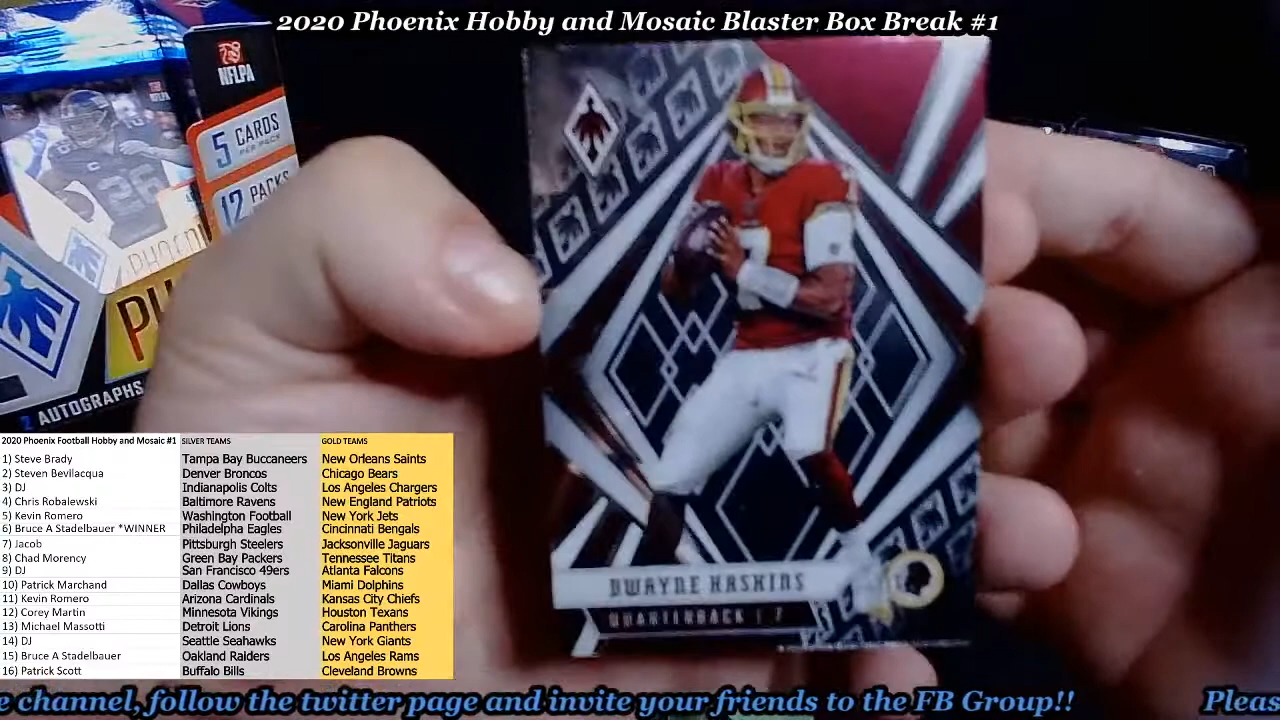 2020 Phoenix Hobby and Mosaic Blaster Box Break #1
NFLPA
5 CARDS
PER PACK
12 PACKS
2 AUTOGRAPHS
DWAYNE HASKINS
QUARTERBACK | 7
2020 Phoenix Football Hobby and Mosaic #1 SILVER TEAMS GOLD TEAMS
1) Steve Brady Tampa Bay Buccaneers New Orleans Saints
2) Steven Bevilacqua Denver Broncos Chicago Bears
3) DJ Indianapolis Colts Los Angeles Chargers
4) Chris Robalewski Baltimore Ravens New England Patriots
5) Kevin Romero Washington Football New York Jets
6) Bruce A Stadelbauer *WINNER Philadelpha Eagles Cincinnati Bengals
7) Jacob Pittsburgh Steelers Jacksonville Jaguars
8) Chad Morency Green Bay Packers Tennessee Titans
9) DJ San Francisco 49ers Atlanta Falcons
10) Patrick Marchand Dallas Cowboys Miami Dolphins
11) Kevin Romero Arizona Cardinals Kansas City Chiefs
12) Corey Martin Minnesota Vikings Houston Texans
13) Michael Massotti Detroit Lions Carolina Panthers
14) DJ Seattle Seahawks New York Giants
15) Bruce A Stadelbauer Oakland Raiders Los Angeles Rams
16) Patrick Scott Buffalo Bills Cleveland Browns
e channel, follow the twitter page and invite your friends to the FB Group!! Pleas